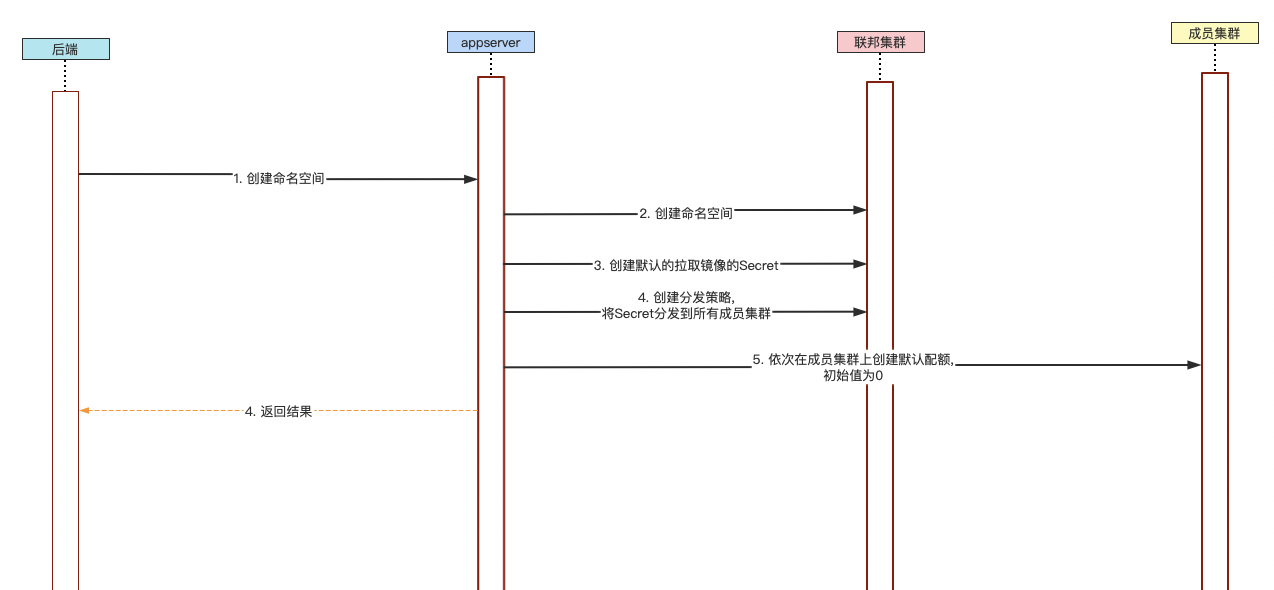 后端
appserver
联邦集群
成员集群
1. 创建命名空间
2. 创建命名空间
3. 创建默认的拉取镜像的Secret
4. 创建分发策略,
将Secret分发到所有成员集群
5. 依次在成员集群上创建默认配额,
初始值为0
4. 返回结果